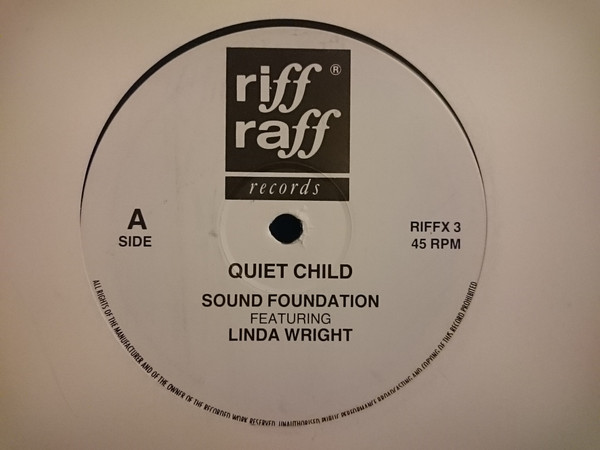 riff ®
raff
records
A
SIDE
RIFFX 3
45 RPM
QUIET CHILD
SOUND FOUNDATION
FEATURING
LINDA WRIGHT
ALL RIGHTS OF THE MANUFACTURER AND OF THE OWNER OF THE RECORDED WORK RESERVED. UNAUTHORISED PUBLIC PERFORMANCE BROADCASTING AND COPYING OF THIS RECORD PROHIBITED